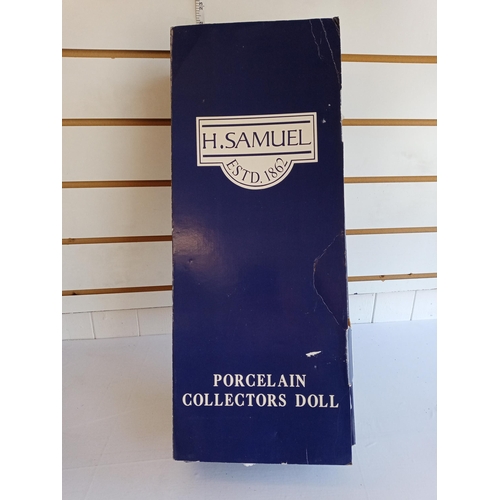 H.SAMUEL
ESTD. 1862
PORCELAIN
COLLECTORS DOLL